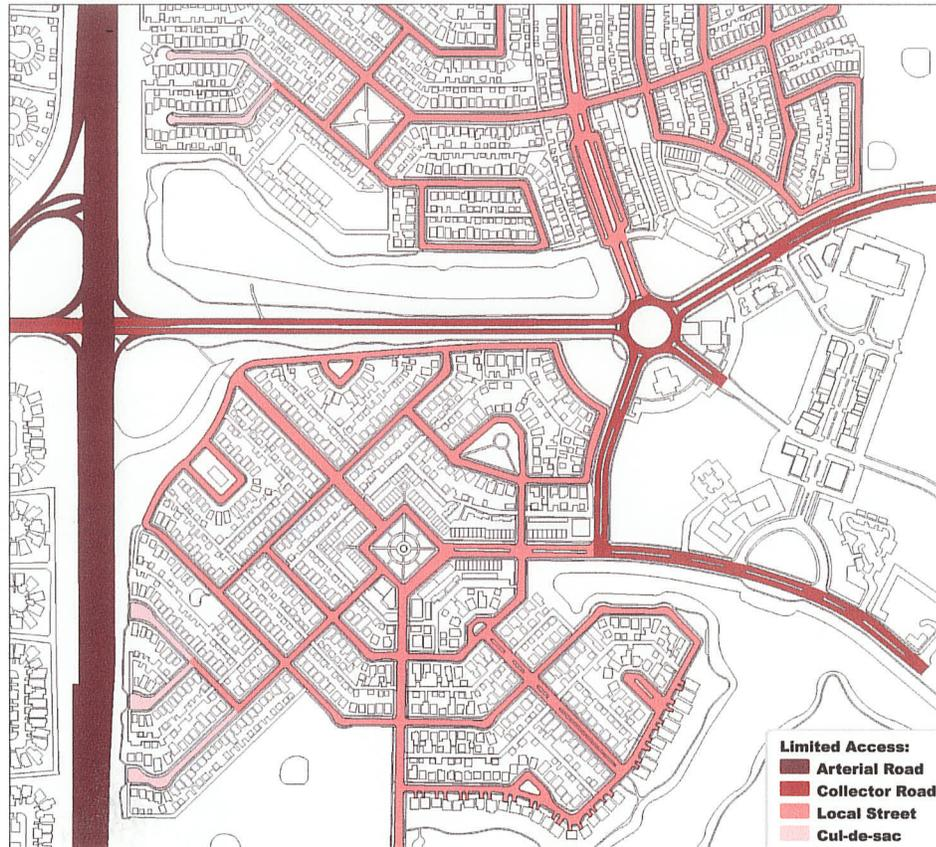 Limited Access:
Arterial Road
Collector Road
Local Street
Cul-de-sac